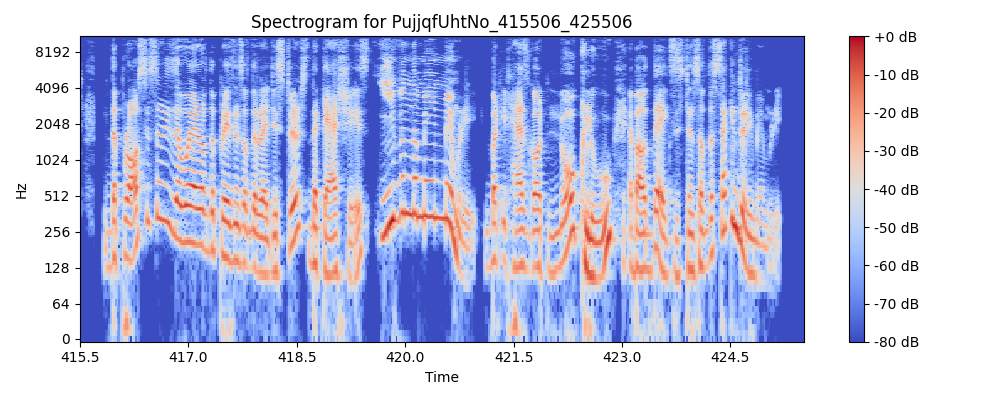 Spectrogram for PujjqfUhtNo_415506_425506
8192
4096
2048
1024
512
256
128
64
0
Hz
415.5 417.0 418.5 420.0 421.5 423.0 424.5
Time
+0 dB
-10 dB
-20 dB
-30 dB
-40 dB
-50 dB
-60 dB
-70 dB
-80 dB